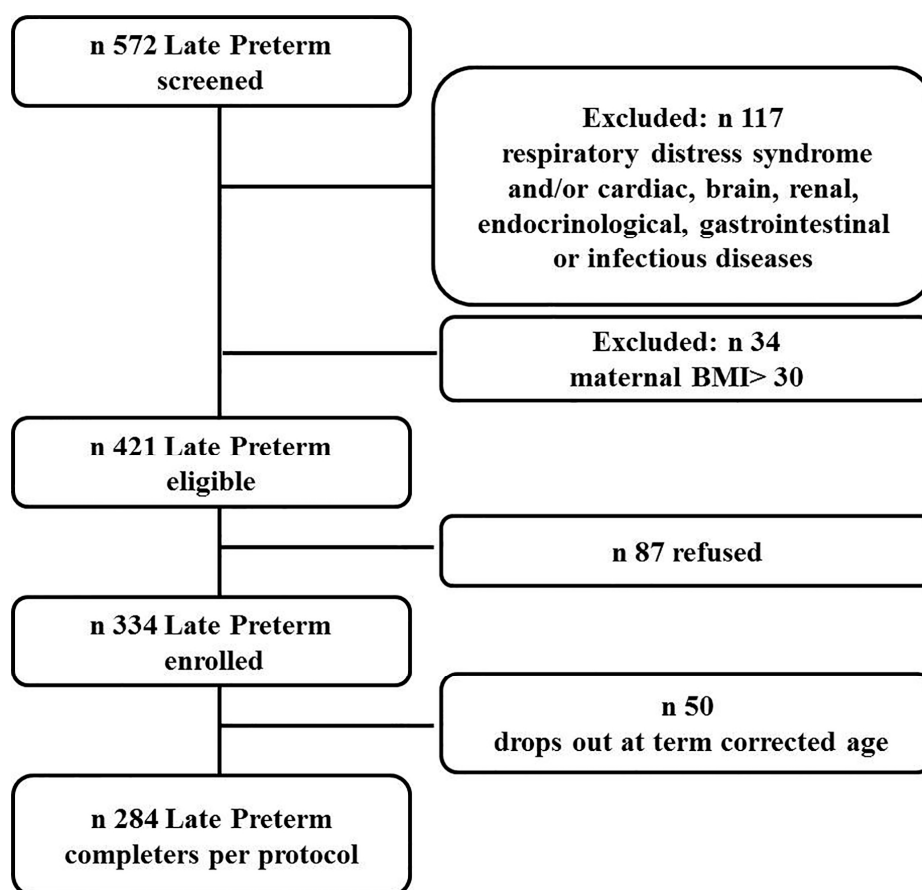 n 572 Late Preterm
screened
Excluded: n 117
respiratory distress syndrome
and/or cardiac, brain, renal,
endocrinological, gastrointestinal
or infectious diseases
Excluded: n 34
maternal BMI> 30
n 421 Late Preterm
eligible
n 87 refused
n 334 Late Preterm
enrolled
n 50
drops out at term corrected age
n 284 Late Preterm
completers per protocol